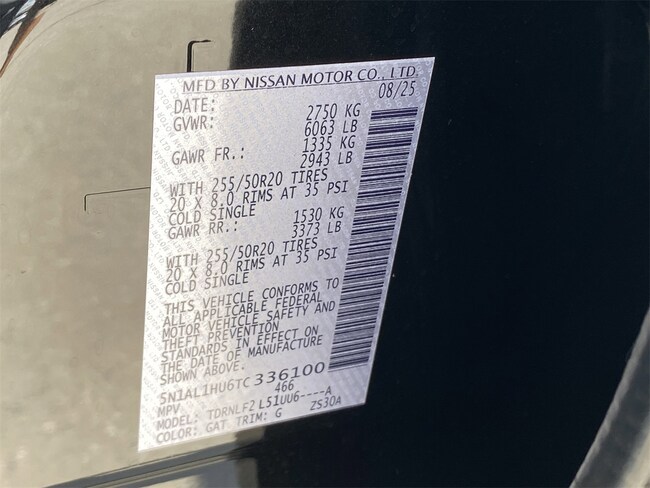 MFD BY NISSAN MOTOR CO., LTD.
DATE: 08/25
GVWR: 2750 KG
6063 LB
GAWR FR.: 1335 KG
2943 LB
WITH 255/50R20 TIRES
20 X 8.0 RIMS AT 35 PSI
COLD SINGLE
GAWR RR.: 1530 KG
3373 LB
WITH 255/50R20 TIRES
20 X 8.0 RIMS AT 35 PSI
COLD SINGLE
THIS VEHICLE CONFORMS TO
ALL APPLICABLE FEDERAL
MOTOR VEHICLE SAFETY AND
THEFT PREVENTION
STANDARDS IN EFFECT ON
THE DATE OF MANUFACTURE
SHOWN ABOVE.
5N1AL1HU6TC336100
MPV 466
MODEL: TDRNLF2 L51UU6----A
COLOR: GAT TRIM: G ZS30A